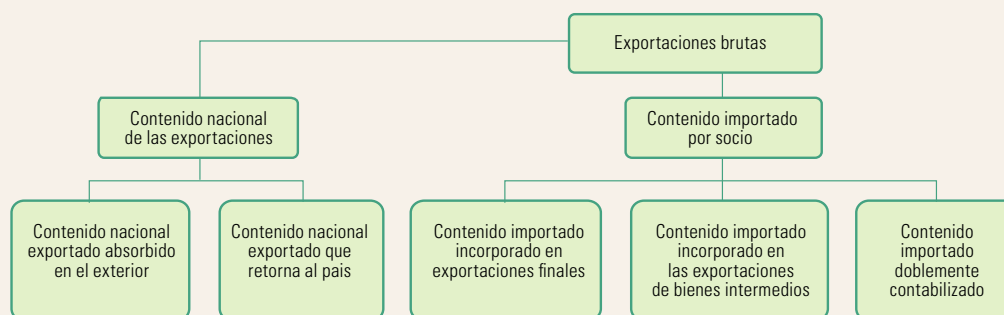 Exportaciones brutas
Contenido nacional
de las exportaciones
Contenido importado
por socio
Contenido nacional
exportado absorbido
en el exterior
Contenido nacional
exportado que
retorna al pais
Contenido importado
incorporado en
exportaciones finales
Contenido importado
incorporado en
las exportaciones
de bienes intermedios
Contenido
importado
doblemente
contabilizado